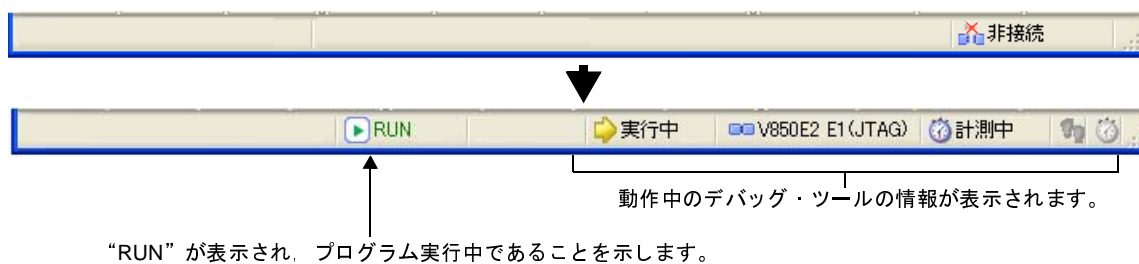 非接続
RUN 実行中 V850E2 E1(JTAG) 計測中
動作中のデバッグ・ツールの情報が表示されます。
“RUN”が表示され，プログラム実行中であることを示します。